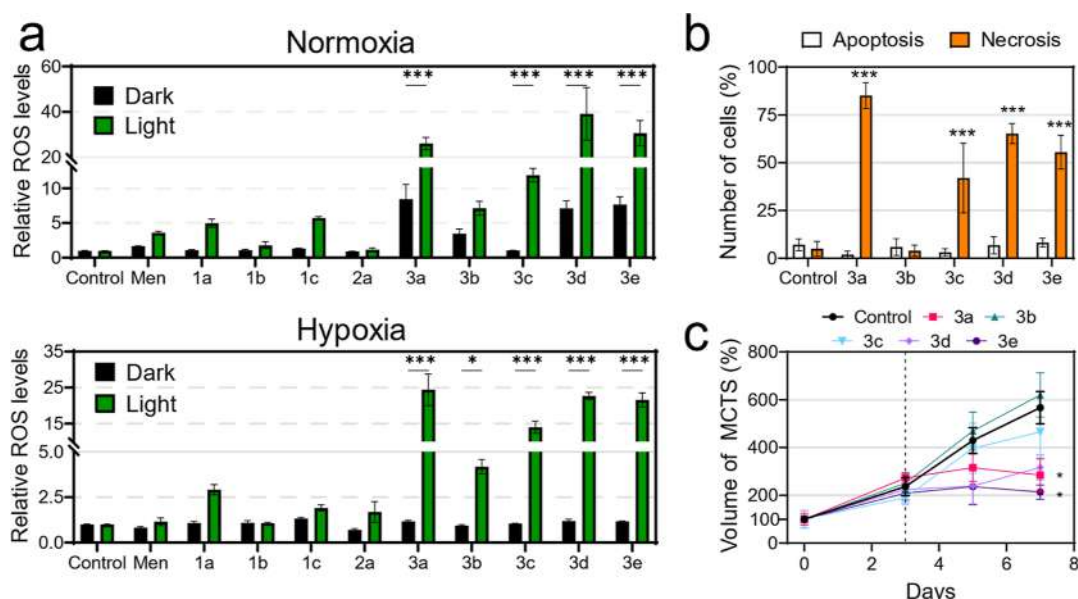 a
Normoxia
Relative ROS levels
60
40
20
10
5
0
Dark
Light
*** *** *** ***
Control Men 1a 1b 1c 2a 3a 3b 3c 3d 3e
Hypoxia
Relative ROS levels
35
25
15
5.0
2.5
0.0
Dark
Light
*** * *** *** ***
Control Men 1a 1b 1c 2a 3a 3b 3c 3d 3e
b
Apoptosis Necrosis
Number of cells (%)
100
75
50
25
0
*** *** *** ***
Control 3a 3b 3c 3d 3e
c
Control 3a 3b
3c 3d 3e
Volume of MCTS (%)
800
600
400
200
100
*
*
0 2 4 6 8
Days